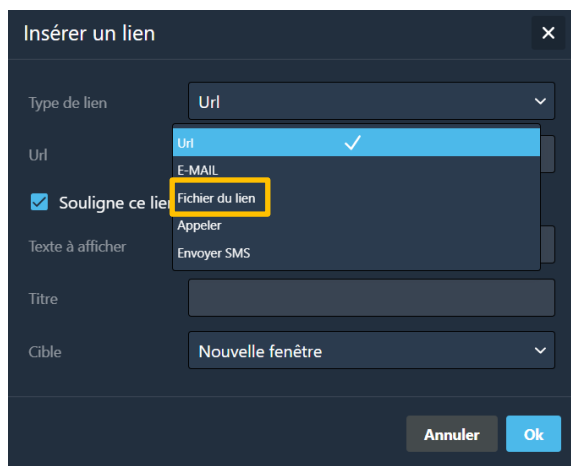 Insérer un lien
Type de lien
Url
Url
Url
E-MAIL
Fichier du lien
Souligne ce lie
Appeler
Texte à afficher
Envoyer SMS
Titre
Cible
Nouvelle fenêtre
Annuler
Ok